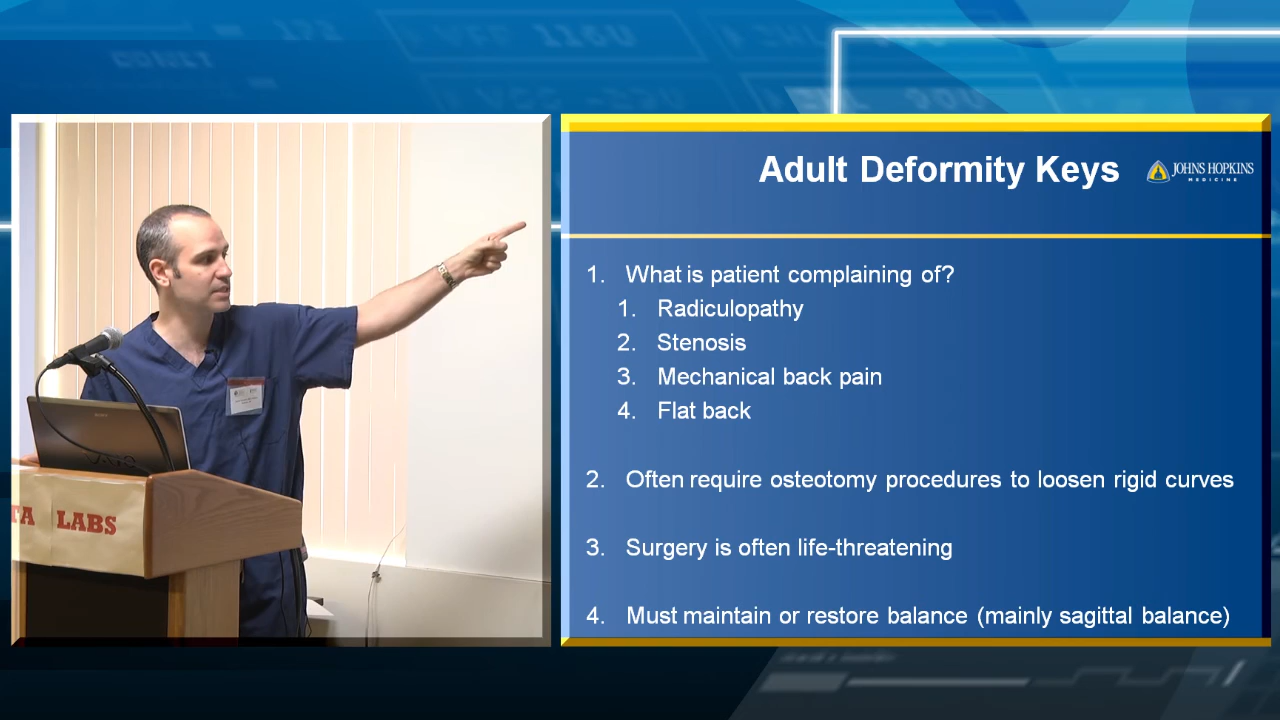 Adult Deformity Keys
JOHNS HOPKINS
MEDICINE
1. What is patient complaining of?
1. Radiculopathy
2. Stenosis
3. Mechanical back pain
4. Flat back
2. Often require osteotomy procedures to loosen rigid curves
3. Surgery is often life-threatening
4. Must maintain or restore balance (mainly sagittal balance)
SONY
LABS